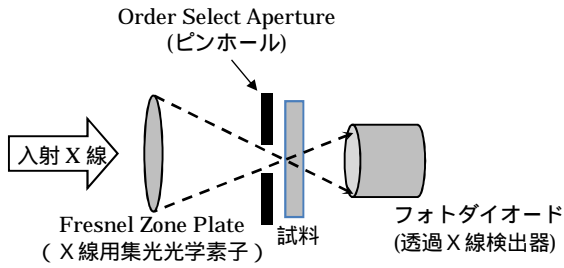 Order Select Aperture
(ピンホール)
入射 X 線
Fresnel Zone Plate
( X線用集光光学素子 )
試料
フォトダイオード
(透過X線検出器)